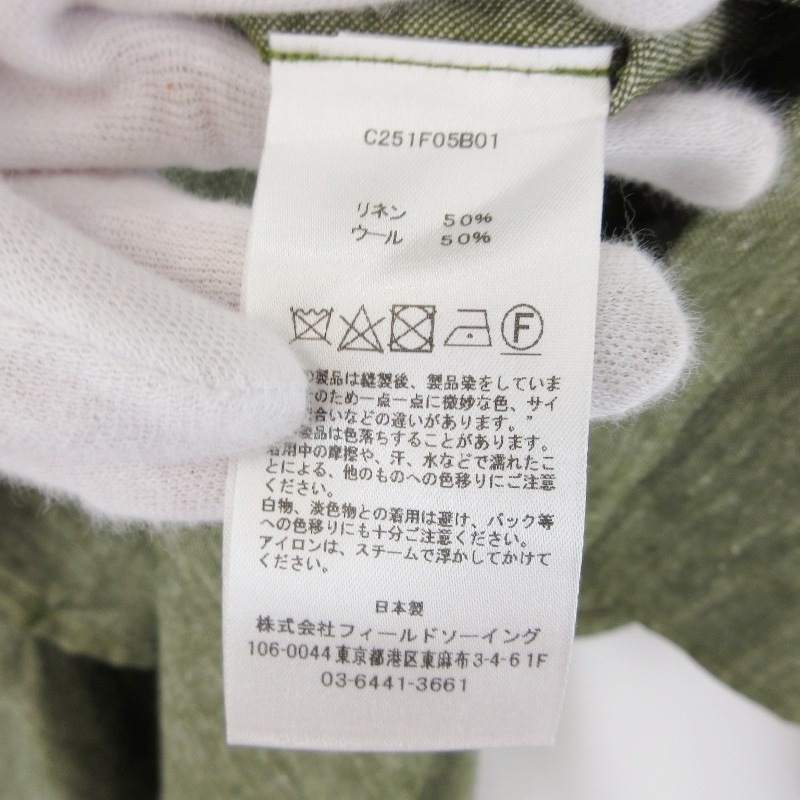 C251F05B01
リネン 50%
ウール 50%
F
製品は縫製後、製品染をしていま
のため一点一点に微妙な色、サイ
合いなどの違いがあります。"
製品は色落ちすることがあります。
着用中の摩擦や、汗、水などで濡れたこ
とによる、他のものへの色移りにご注意
ください。
白物、淡色物との着用は避け、バック等
への色移りにも十分ご注意ください。
アイロンは、スチームで浮かしてかけて
ください。
日本製
株式会社フィールドソーイング
106-0044 東京都港区東麻布3-4-6 1F
03-6441-3661